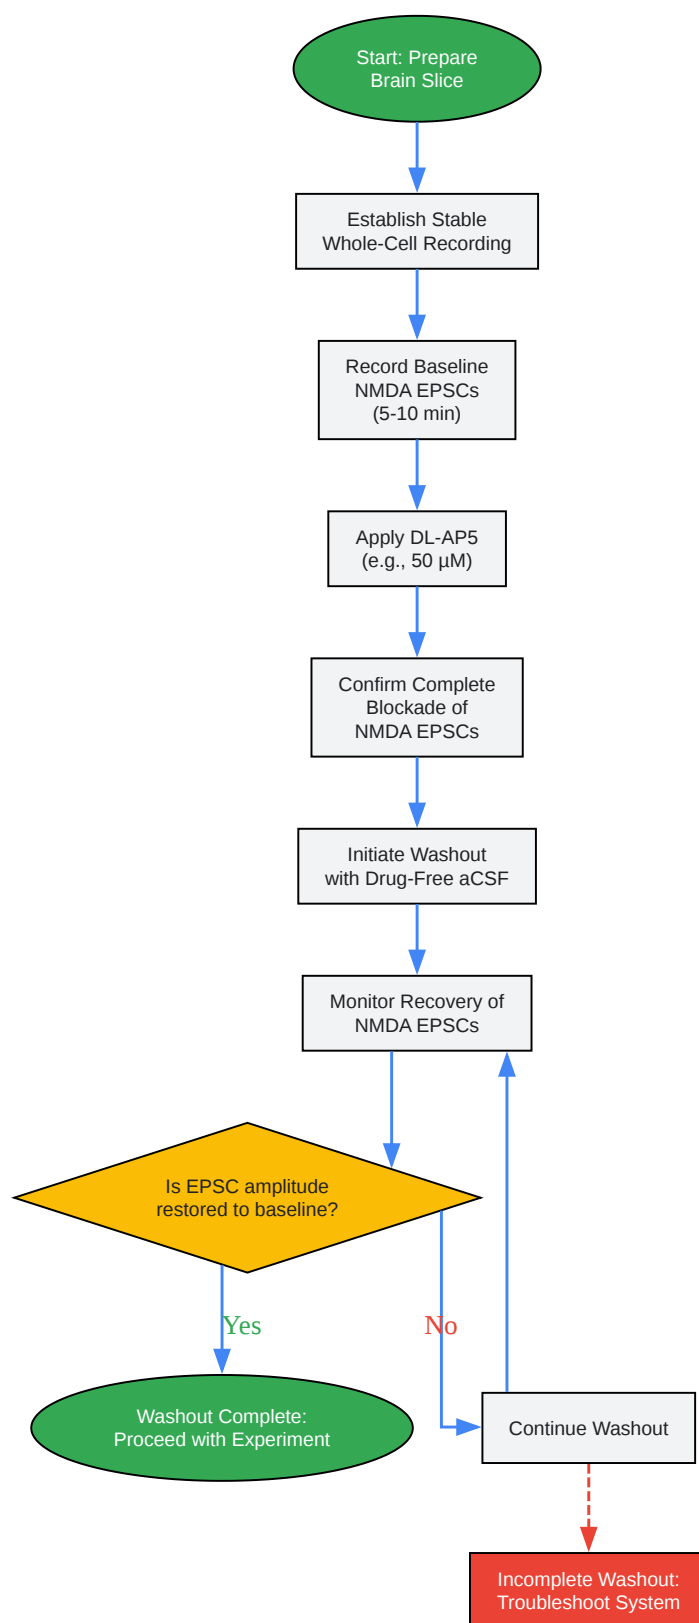 Start: Prepare
Brain Slice
Establish Stable
Whole-Cell Recording
Record Baseline
NMDA EPSCs
(5-10 min)
Apply DL-AP5
(e.g., 50 µM)
Confirm Complete
Blockade of
NMDA EPSCs
Initiate Washout
with Drug-Free aCSF
Monitor Recovery of
NMDA EPSCs
Is EPSC amplitude
restored to baseline?
Yes
No
Washout Complete:
Proceed with Experiment
Continue Washout
Incomplete Washout:
Troubleshoot System